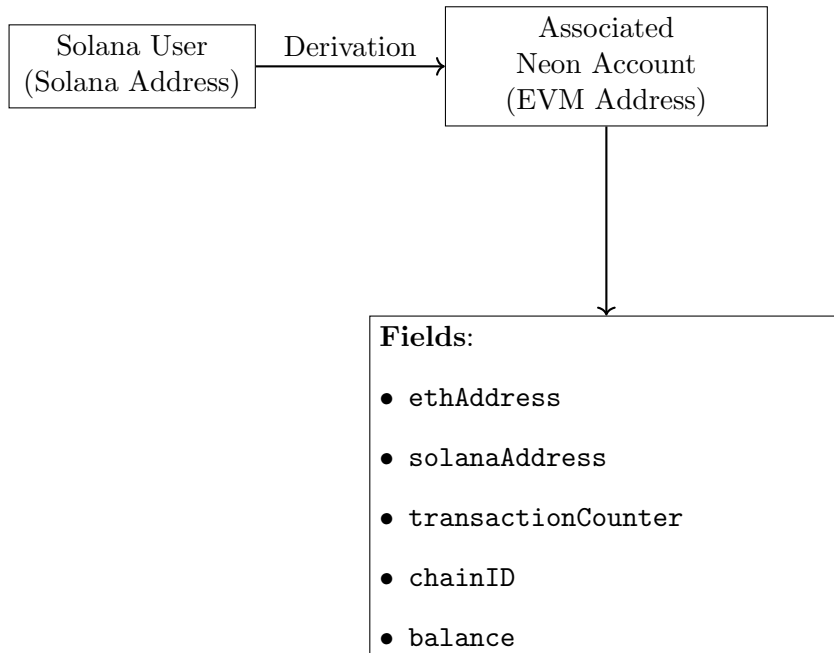 Solana User
(Solana Address)
Derivation
Associated
Neon Account
(EVM Address)
Fields:
• ethAddress
• solanaAddress
• transactionCounter
• chainID
• balance